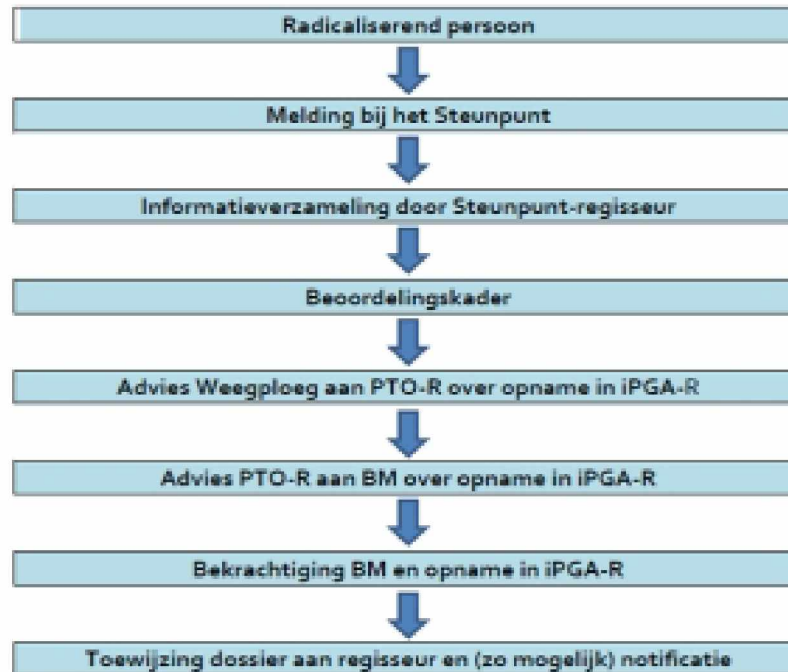 Radicaliserend persoon
Melding bij het Steunpunt
Informatieverzameling door Steunpunt-regisseur
Beoordelingskader
Advies Weegploeg aan PTO-R over opname in iPGA-R
Advies PTO-R aan BM over opname in iPGA-R
Bekrachtiging BM en opname in iPGA-R
Toewijzing dossier aan regisseur en (zo mogelijk) notificatie